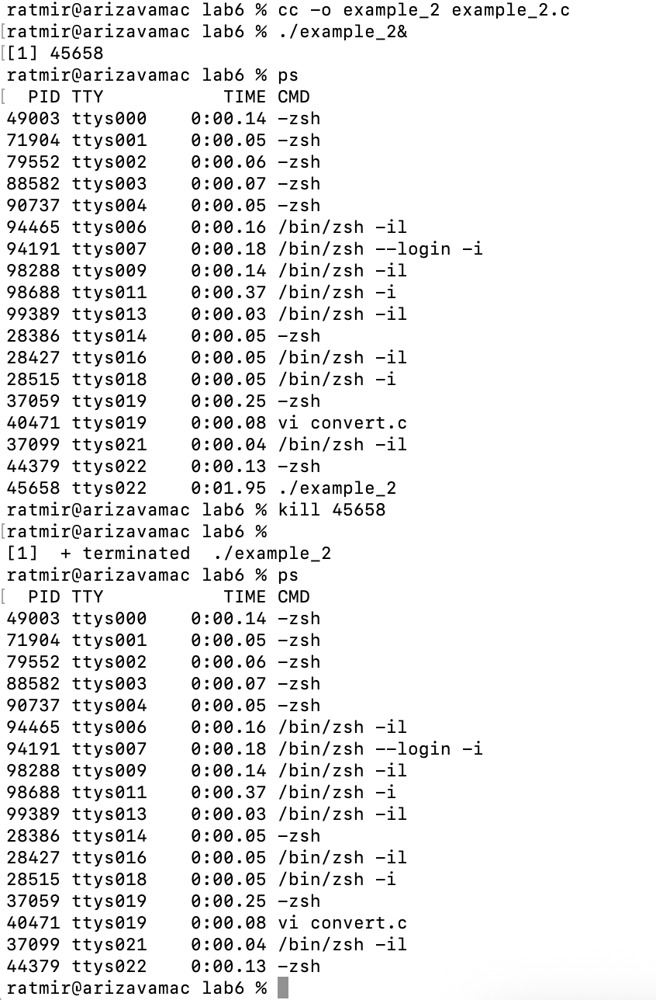 ratmir@arizavamac lab6 % cc -o example_2 example_2.c
[ratmir@arizavamac lab6 % ./example_2&
[[1] 45658
ratmir@arizavamac lab6 % ps
[  PID TTY           TIME CMD
49003 ttys000    0:00.14 -zsh
71904 ttys001    0:00.05 -zsh
79552 ttys002    0:00.06 -zsh
88582 ttys003    0:00.07 -zsh
90737 ttys004    0:00.05 -zsh
94465 ttys006    0:00.16 /bin/zsh -il
94191 ttys007    0:00.18 /bin/zsh --login -i
98288 ttys009    0:00.14 /bin/zsh -il
98688 ttys011    0:00.37 /bin/zsh -i
99389 ttys013    0:00.03 /bin/zsh -il
28386 ttys014    0:00.05 -zsh
28427 ttys016    0:00.05 /bin/zsh -il
28515 ttys018    0:00.05 /bin/zsh -i
37059 ttys019    0:00.25 -zsh
40471 ttys019    0:00.08 vi convert.c
37099 ttys021    0:00.04 /bin/zsh -il
44379 ttys022    0:00.13 -zsh
45658 ttys022    0:01.95 ./example_2
ratmir@arizavamac lab6 % kill 45658
[ratmir@arizavamac lab6 %
[1]  + terminated  ./example_2
ratmir@arizavamac lab6 % ps
[  PID TTY           TIME CMD
49003 ttys000    0:00.14 -zsh
71904 ttys001    0:00.05 -zsh
79552 ttys002    0:00.06 -zsh
88582 ttys003    0:00.07 -zsh
90737 ttys004    0:00.05 -zsh
94465 ttys006    0:00.16 /bin/zsh -il
94191 ttys007    0:00.18 /bin/zsh --login -i
98288 ttys009    0:00.14 /bin/zsh -il
98688 ttys011    0:00.37 /bin/zsh -i
99389 ttys013    0:00.03 /bin/zsh -il
28386 ttys014    0:00.05 -zsh
28427 ttys016    0:00.05 /bin/zsh -il
28515 ttys018    0:00.05 /bin/zsh -i
37059 ttys019    0:00.25 -zsh
40471 ttys019    0:00.08 vi convert.c
37099 ttys021    0:00.04 /bin/zsh -il
44379 ttys022    0:00.13 -zsh
ratmir@arizavamac lab6 %